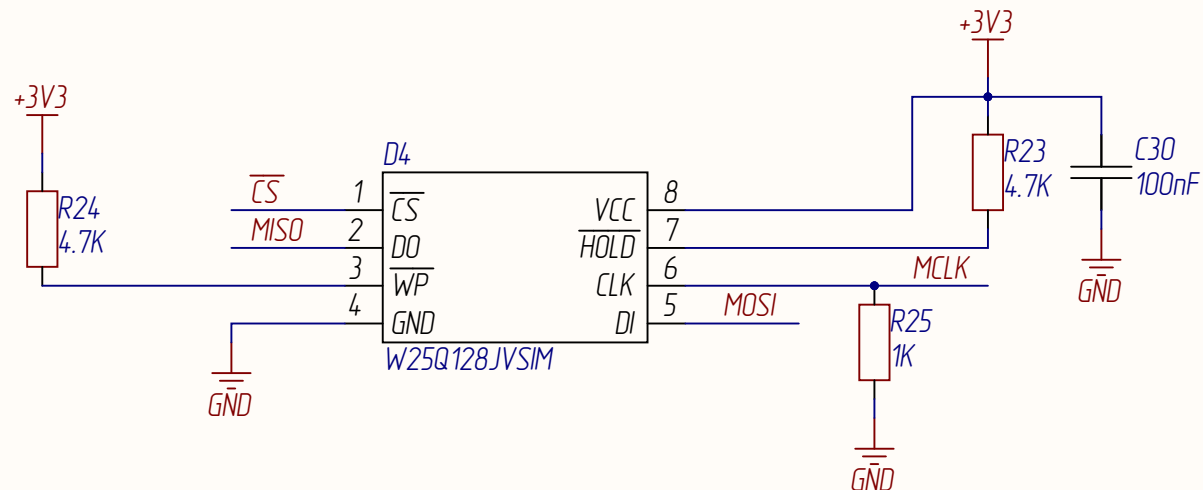 +3V3
+3V3
D4
R23
4.7K
C30
100nF
R24
4.7K
CS
1
CS
VCC
8
MISO
2
DO
HOLD
7
3
WP
CLK
6
MCLK
4
GND
DI
5
MOSI
GND
R25
1K
W25Q128JVSIM
GND
GND